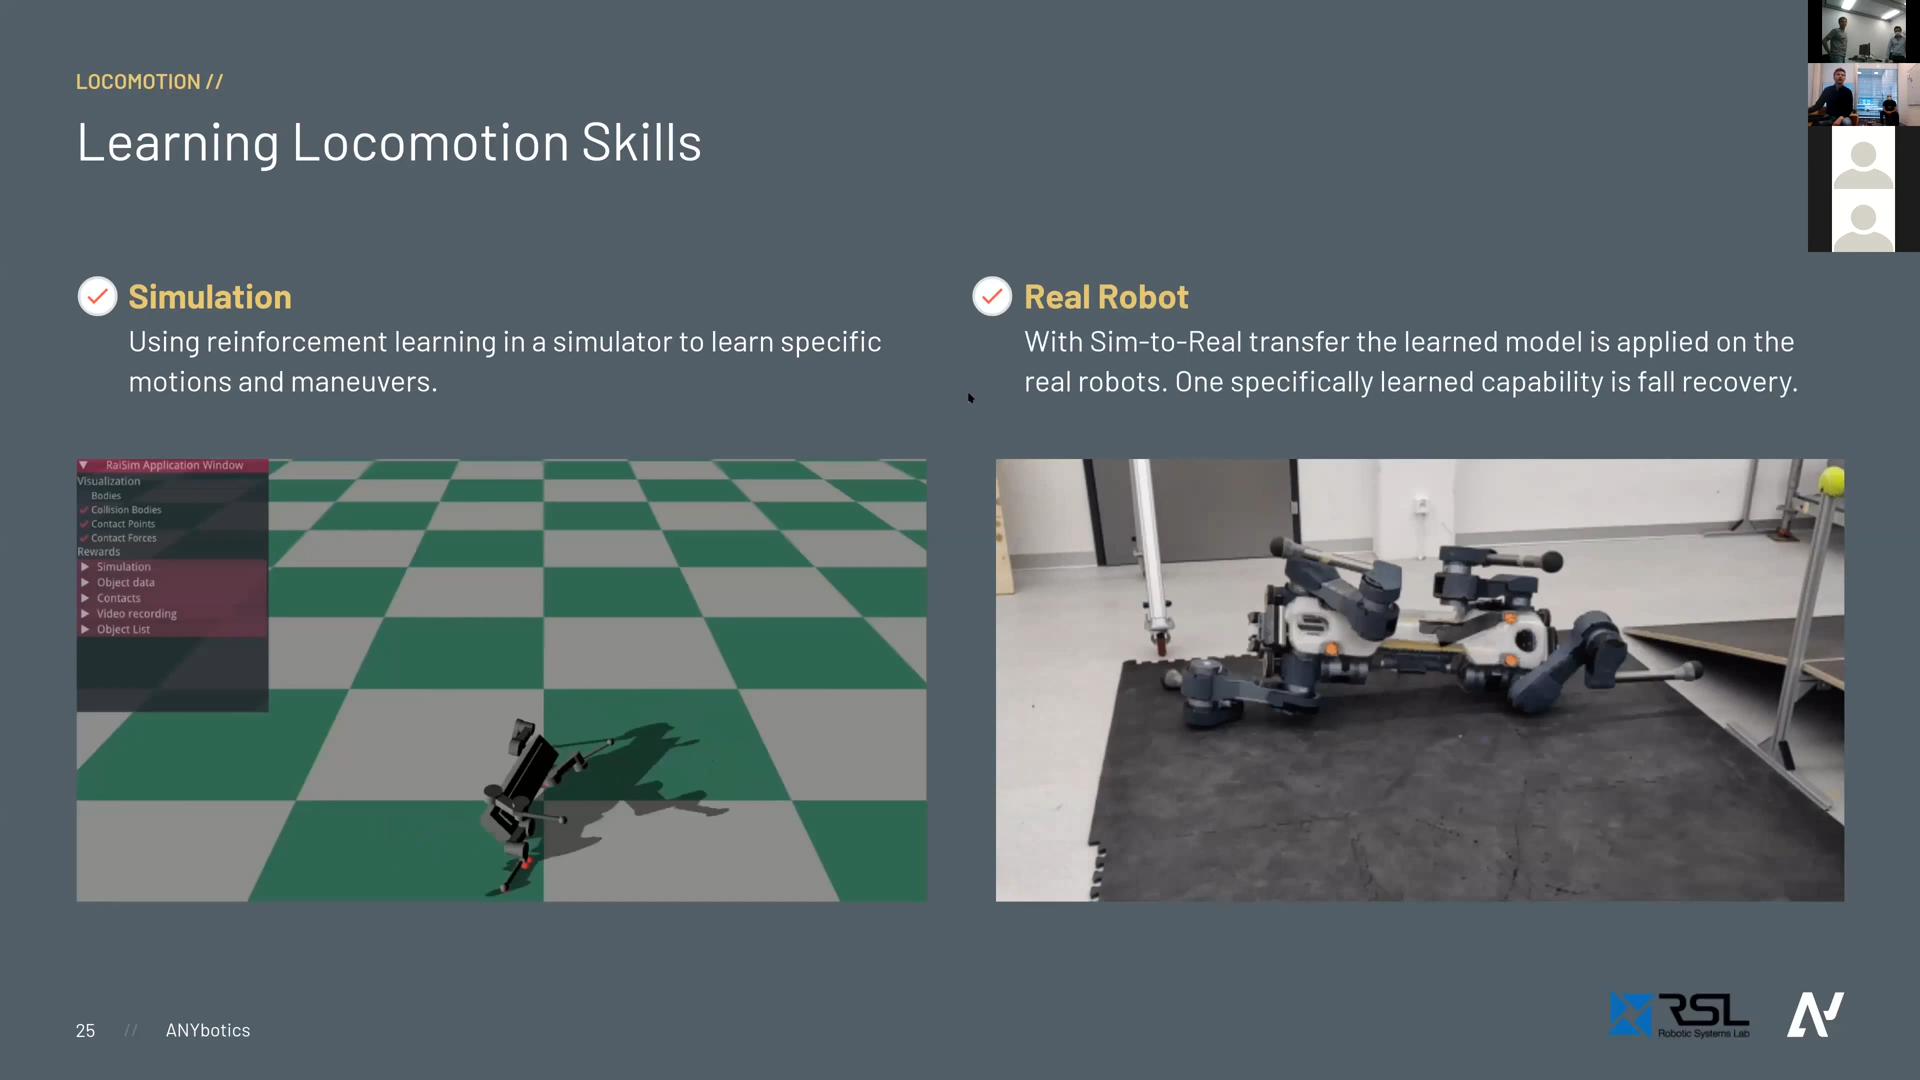 LOCOMOTION //
Learning Locomotion Skills
Simulation
Using reinforcement learning in a simulator to learn specific
motions and maneuvers.
Real Robot
With Sim-to-Real transfer the learned model is applied on the
real robots. One specifically learned capability is fall recovery.
RaiSim Application Window
Visualization
Bodies
Collision Bodies
Contact Points
Contact Forces
Rewards
Simulation
Object data
Contacts
Video recording
Object List
25 // ANYbotics
RSL
Robotic Systems Lab